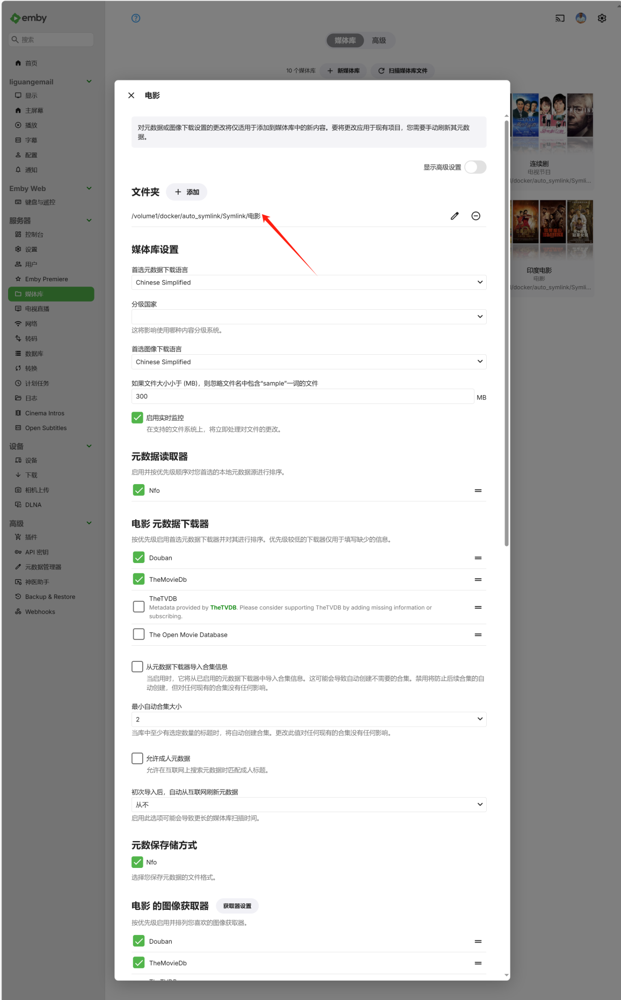 emby
搜索
媒体库
高级
首页
10 个媒体库
新媒体库
扫描媒体库文件
liguangemail
显示
主屏幕
播放
字幕
配置
通知
Emby Web
键盘与遥控
服务器
控制台
设置
用户
Emby Premiere
媒体库
电视直播
网络
转码
数据库
转换
计划任务
日志
Cinema Intros
Open Subtitles
设备
设备
下载
相机上传
DLNA
高级
插件
API 密钥
元数据管理器
神医助手
Backup & Restore
Webhooks
电影
对元数据或图像下载设置的更改将仅适用于添加到媒体库中的新内容。要将更改应用于现有项目，您需要手动刷新其元数
据。
显示高级设置
文件夹
添加
/volume1/docker/auto_symlink/Symlink/电影
媒体库设置
首选元数据下载语言
Chinese Simplified
分级国家
这将影响使用哪种内容分级系统。
首选图像下载语言
Chinese Simplified
如果文件大小小于 (MB)，则忽略文件名中包含“sample”一词的文件
300
MB
启用实时监控
在支持的文件系统上，将立即处理对文件的更改。
元数据读取器
启用并按优先级顺序对您首选的本地元数据源进行排序。
Nfo
电影 元数据下载器
按优先级启用首选元数据下载器并对其进行排序。优先级较低的下载器仅用于填写缺少的信息。
Douban
TheMovieDb
TheTVDB
Metadata provided by TheTVDB. Please consider supporting TheTVDB by adding missing information or
subscribing.
The Open Movie Database
从元数据下载器导入合集信息
当启用时，它将从已启用的元数据下载器中导入合集信息。这可能会导致自动创建不需要的合集。禁用将防止后续合集的自
动创建，但对任何现有的合集没有任何影响。
最小自动合集大小
2
当库中至少有选定数量的标题时，将自动创建合集。更改此值对任何现有的合集没有任何影响。
允许成人元数据
允许在互联网上搜索元数据时匹配成人标题。
初次导入后，自动从互联网刷新元数据
从不
启用此选项可能会导致更长的媒体库扫描时间。
元数保存储方式
Nfo
选择您保存元数据的文件格式。
电影 的图像获取器
获取器设置
按优先级启用并排列您喜欢的图像获取器。
Douban
TheMovieDb
连续剧
电视节目
/docker/auto_symlink/Symli...
印度电影
电影
/docker/auto_symlink/Symli...